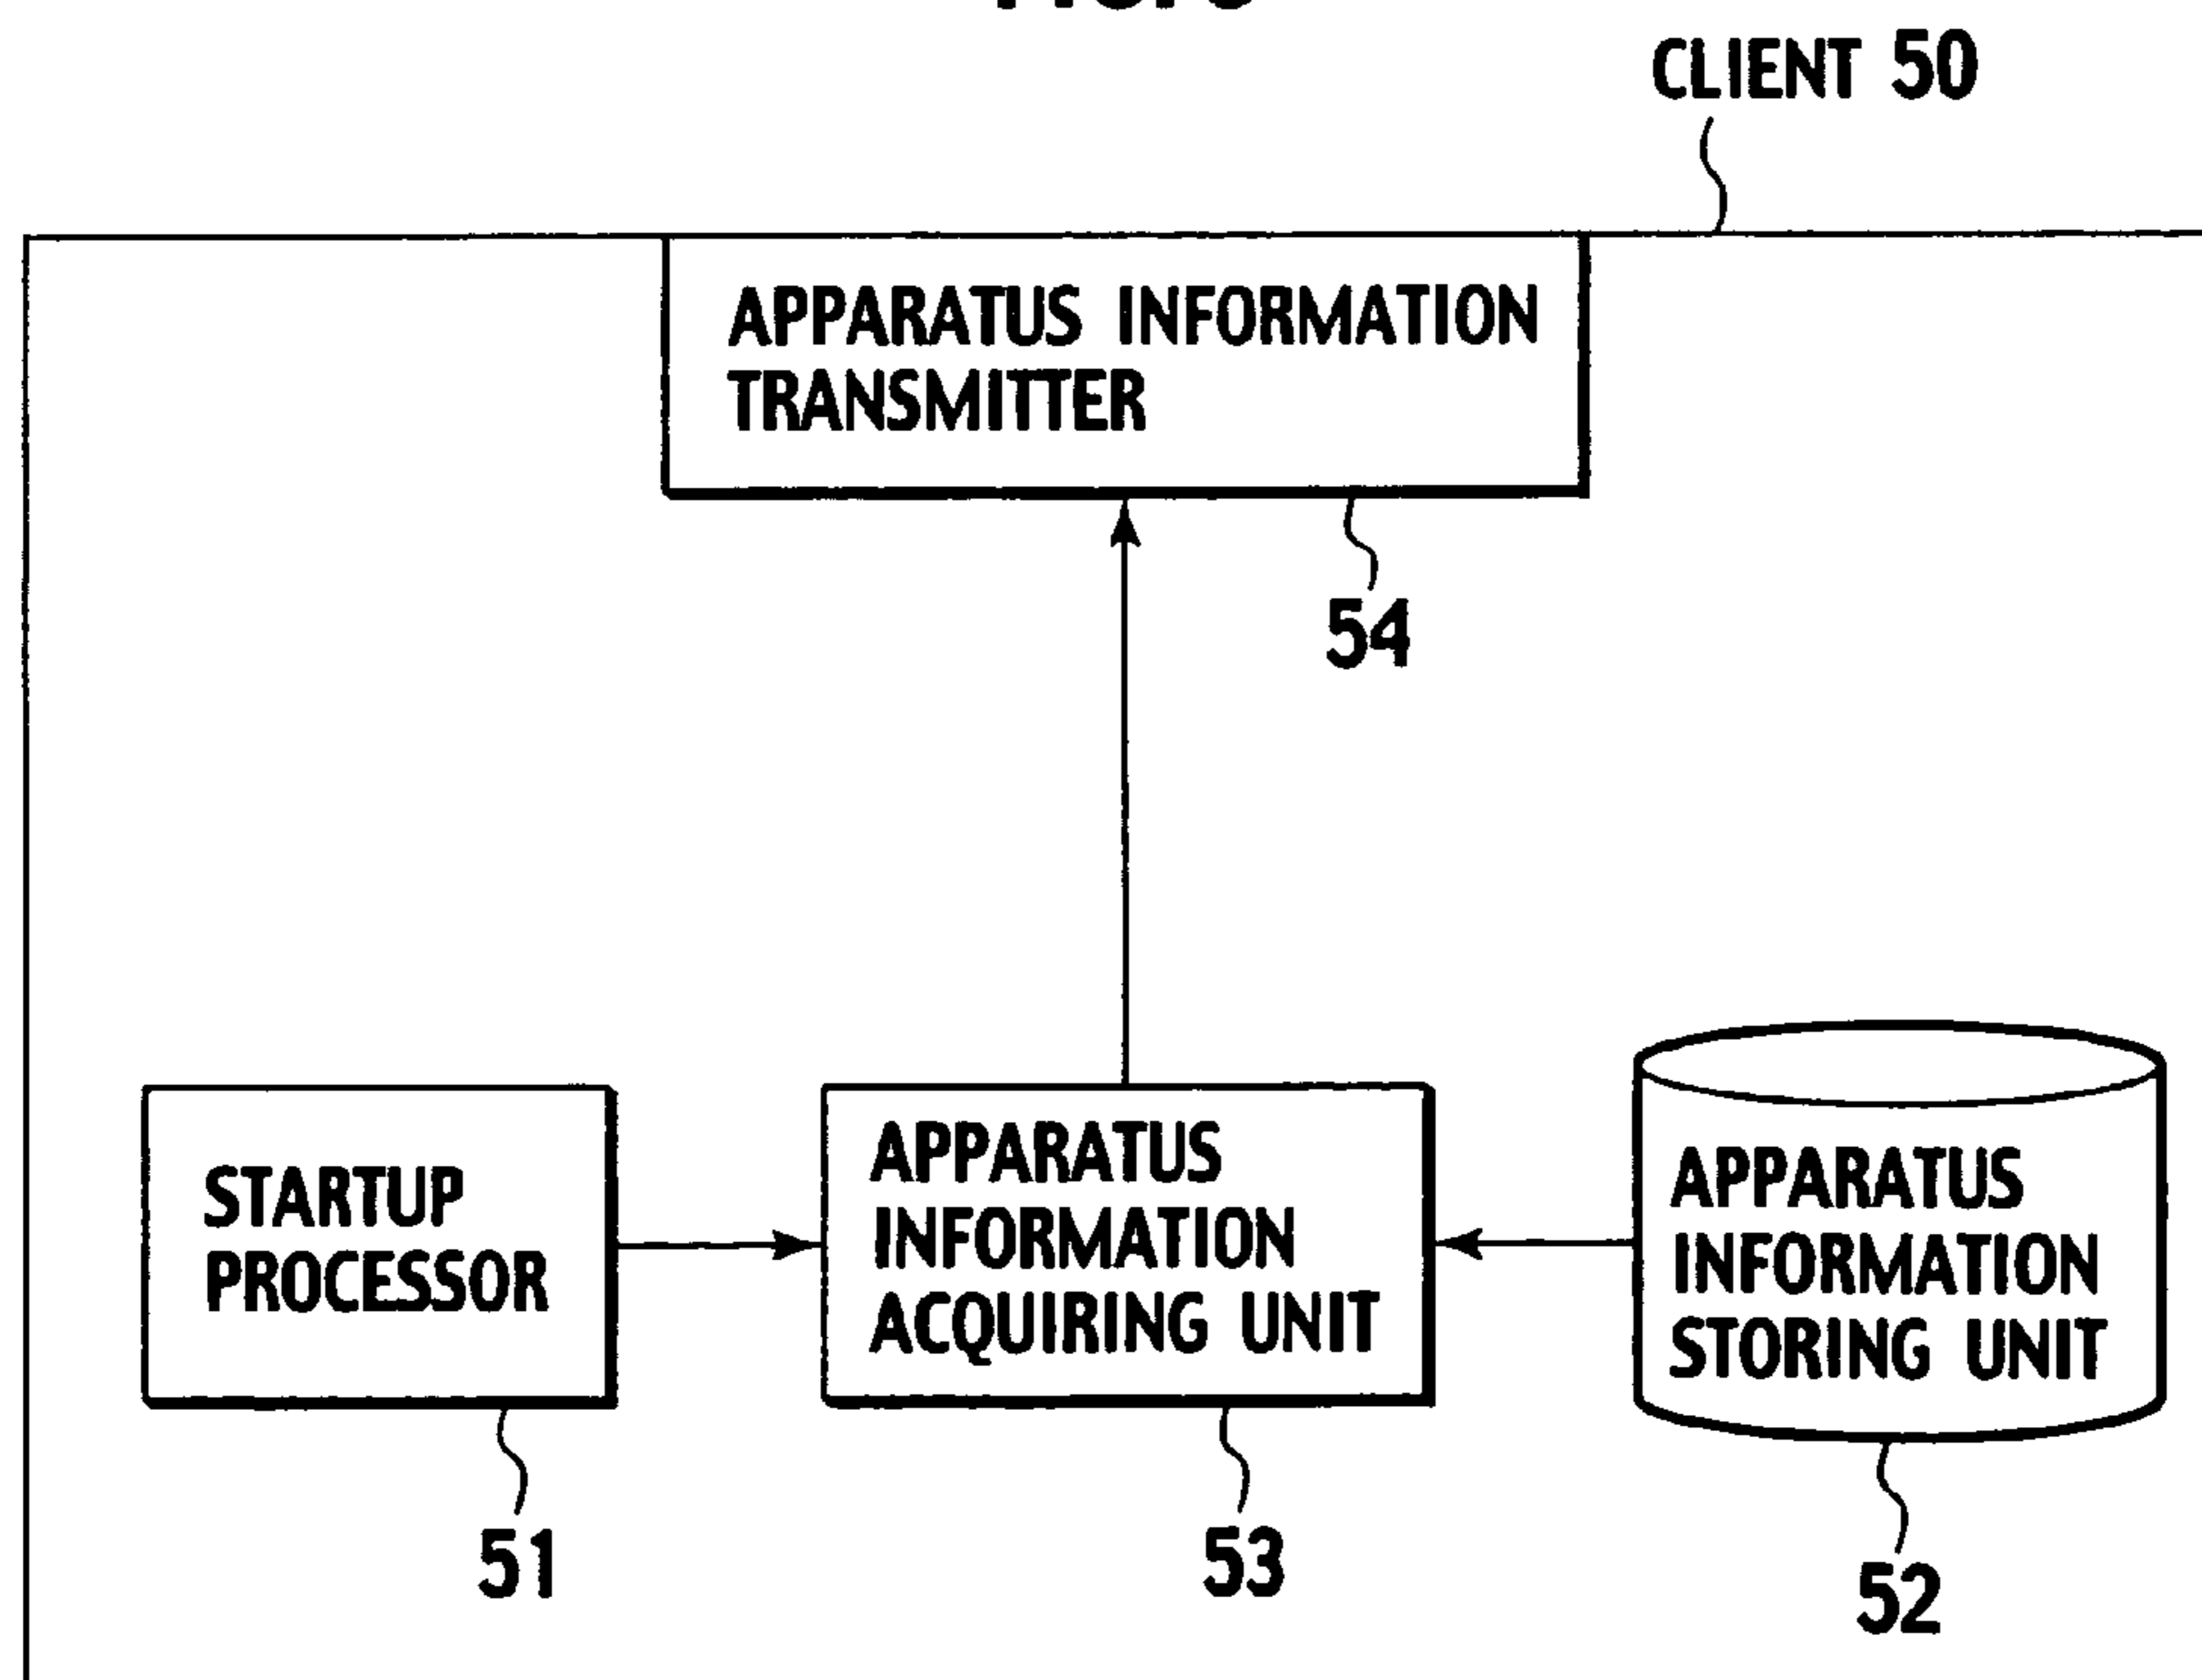 CLIENT 50
APPARATUS INFORMATION
TRANSMITTER
54
STARTUP
PROCESSOR
APPARATUS
INFORMATION
ACQUIRING UNIT
APPARATUS
INFORMATION
STORING UNIT
51
53
52